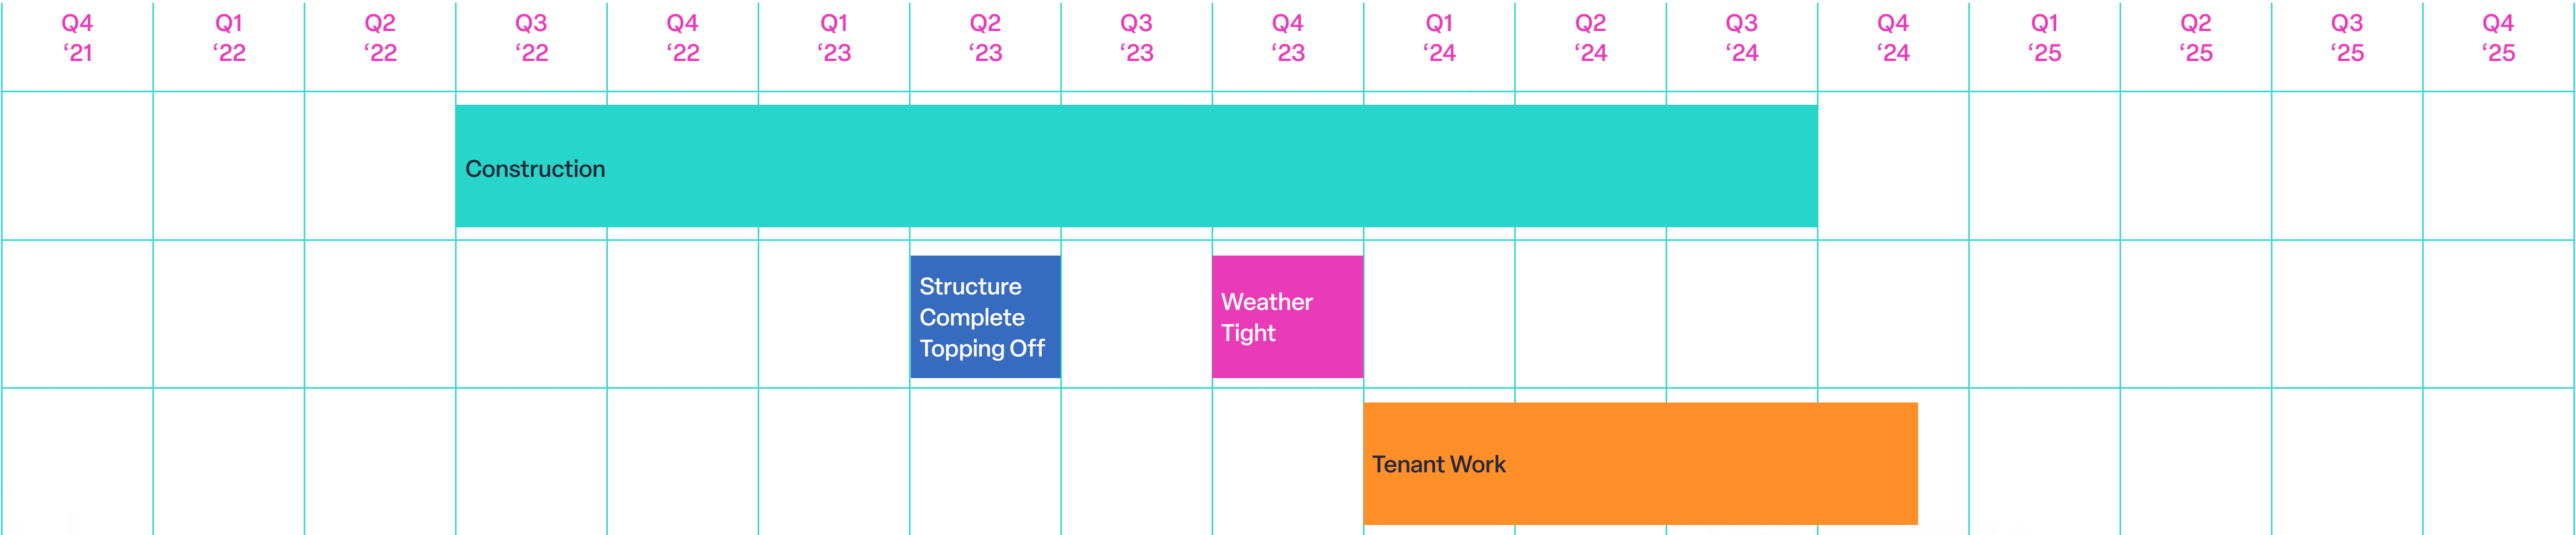 Q4 Q1 Q2 Q3 Q4 Q1 Q2 Q3 Q4 Q1 Q2 Q3 Q4 Q1 Q2 Q3 Q4
‘21 ‘22 ‘22 ‘22 ‘22 ‘23 ‘23 ‘23 ‘23 ‘24 ‘24 ‘24 ‘24 ‘25 ‘25 ‘25 ‘25
Construction
Structure
Complete
Topping Off
Weather
Tight
Tenant Work